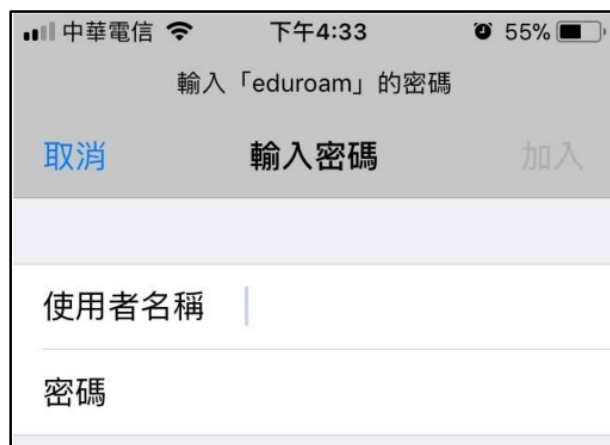 中華電信 下午4:33 55%
輸入「eduroam」的密碼
取消 輸入密碼 加入
使用者名稱
密碼